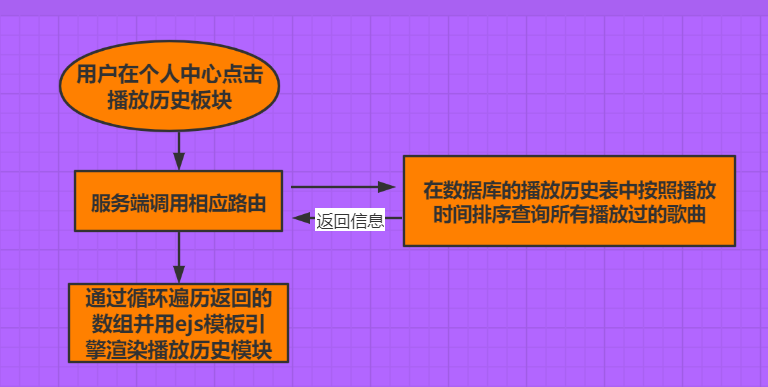 用户在个人中心点击
播放历史板块
服务端调用相应路由
在数据库的播放历史表中按照播放
时间排序查询所有播放过的歌曲
返回信息
通过循环遍历返回的
数组并用ejs模板引
擎渲染播放历史模块